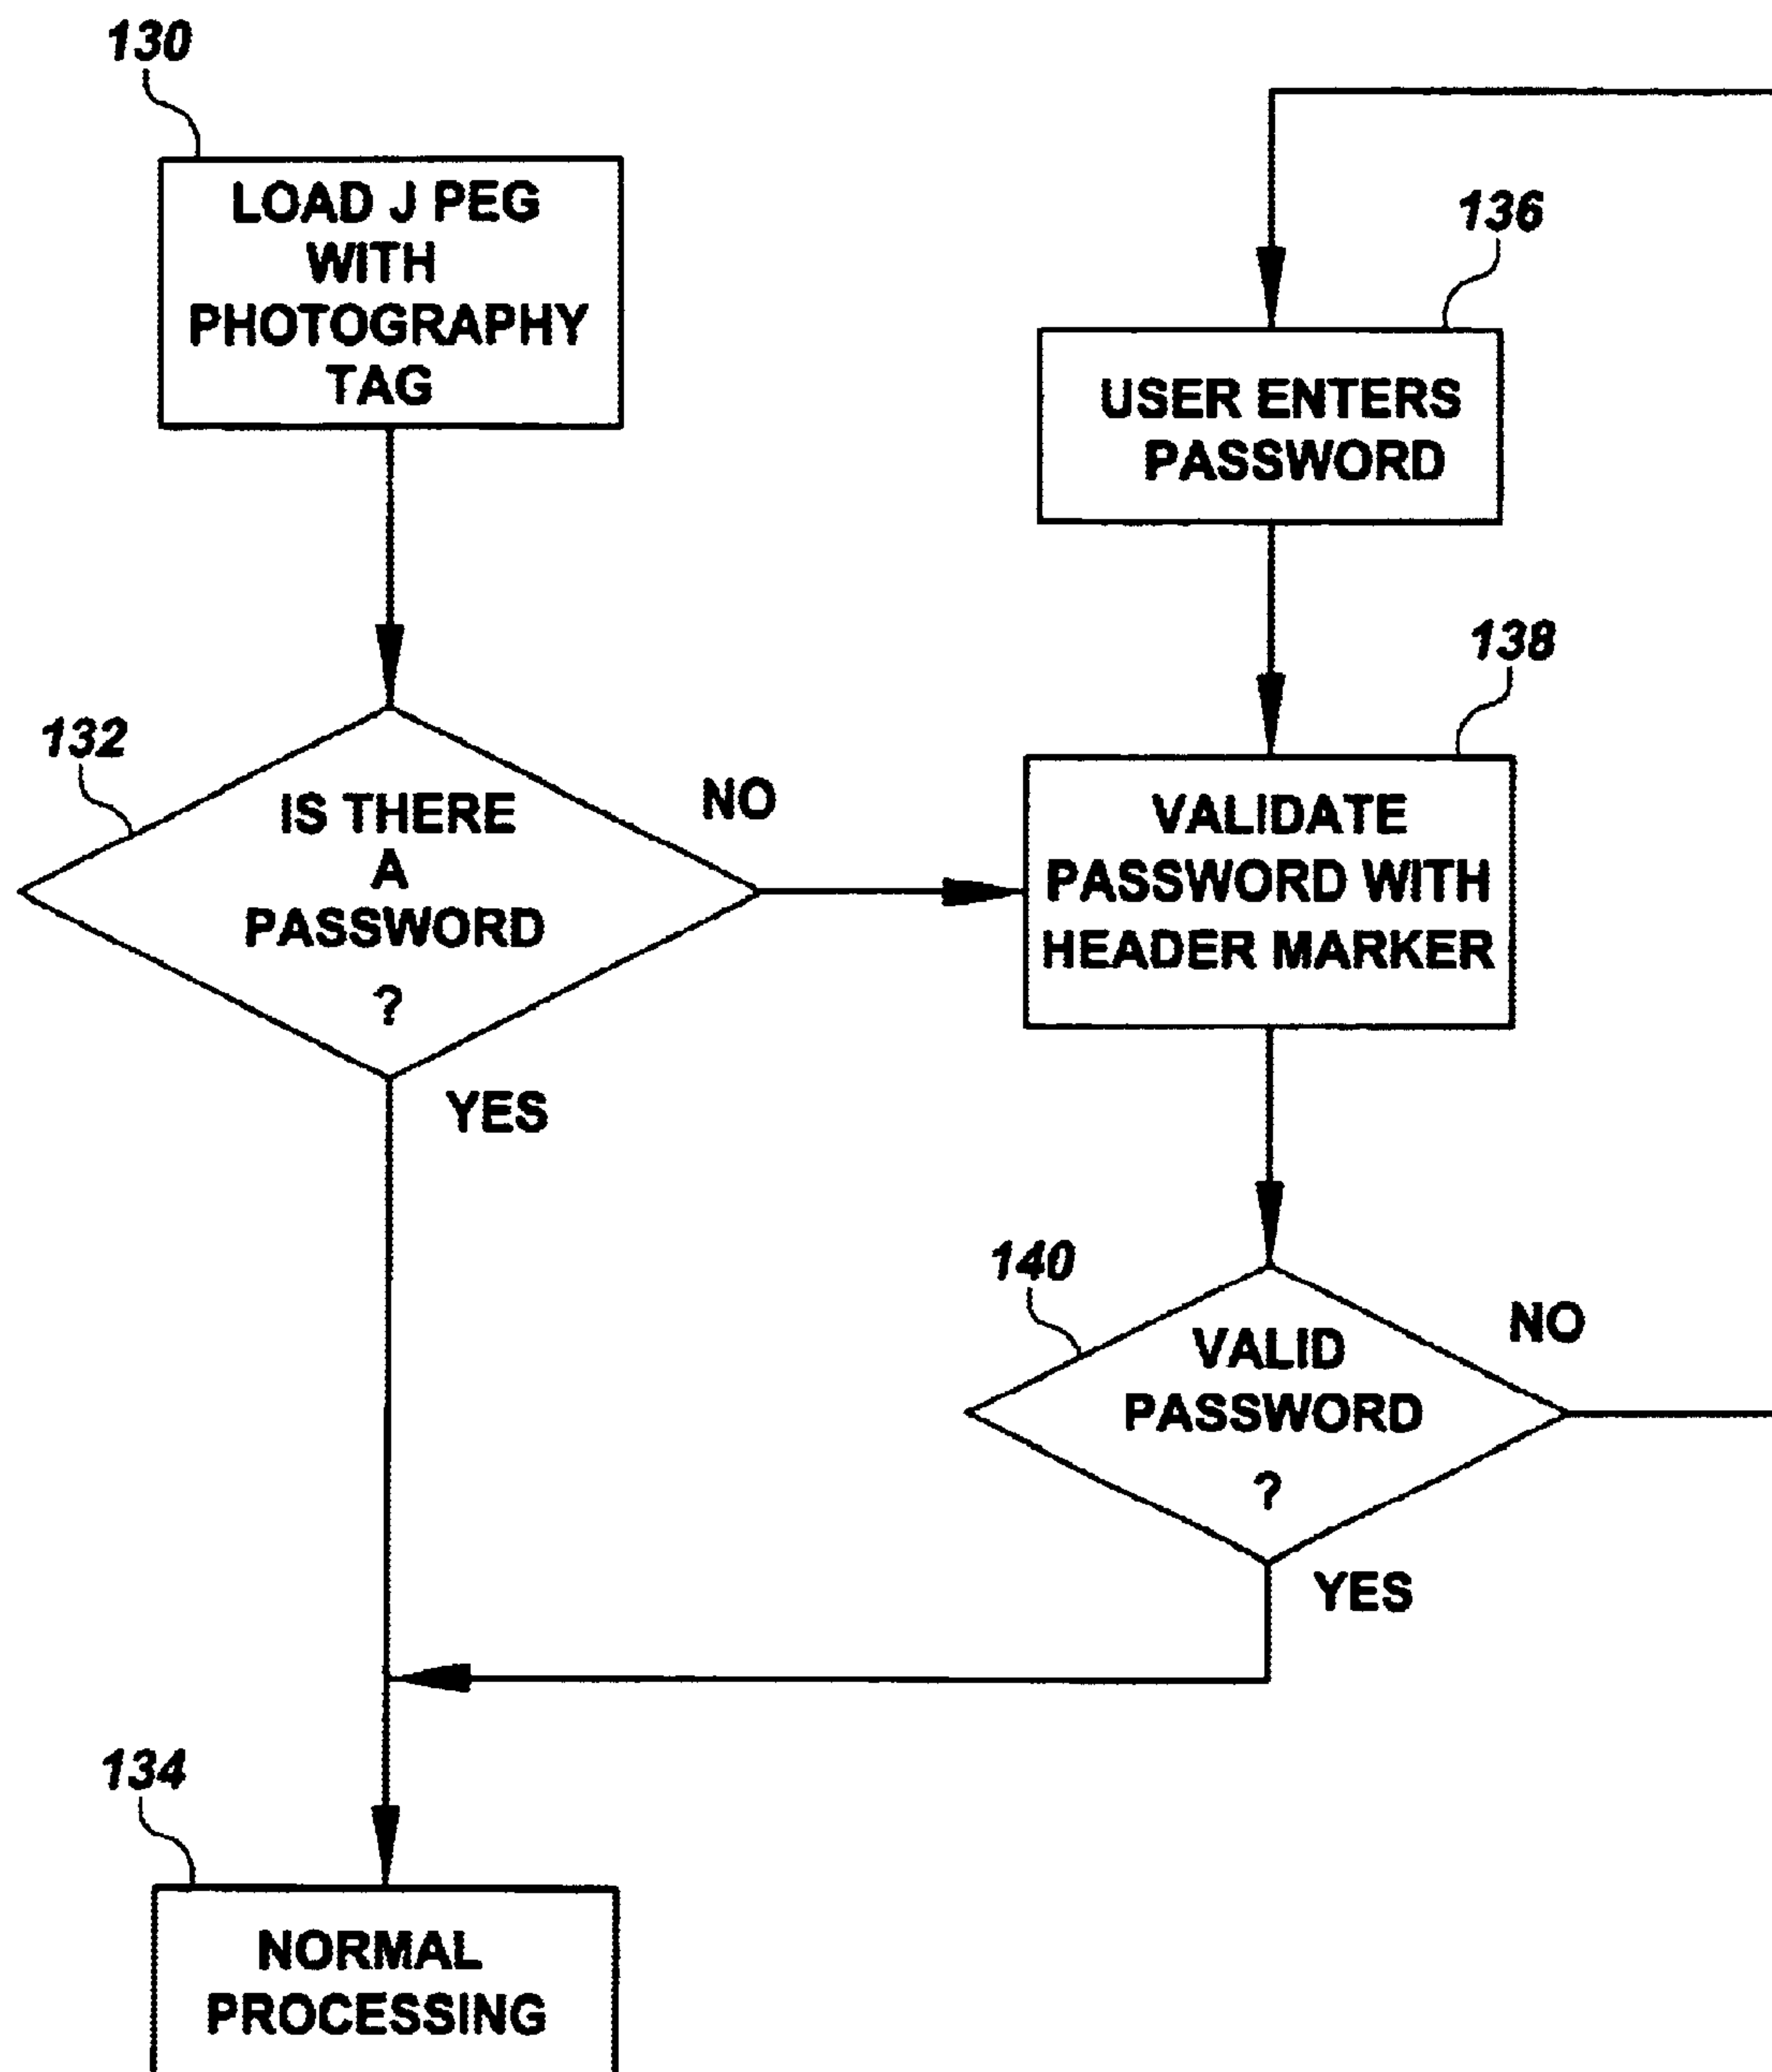 130
LOAD J PEG
WITH
PHOTOGRAPHY
TAG
136
USER ENTERS
PASSWORD
138
VALIDATE
PASSWORD WITH
HEADER MARKER
132
IS THERE
A
PASSWORD
?
NO
YES
140
VALID
PASSWORD
?
NO
YES
134
NORMAL
PROCESSING